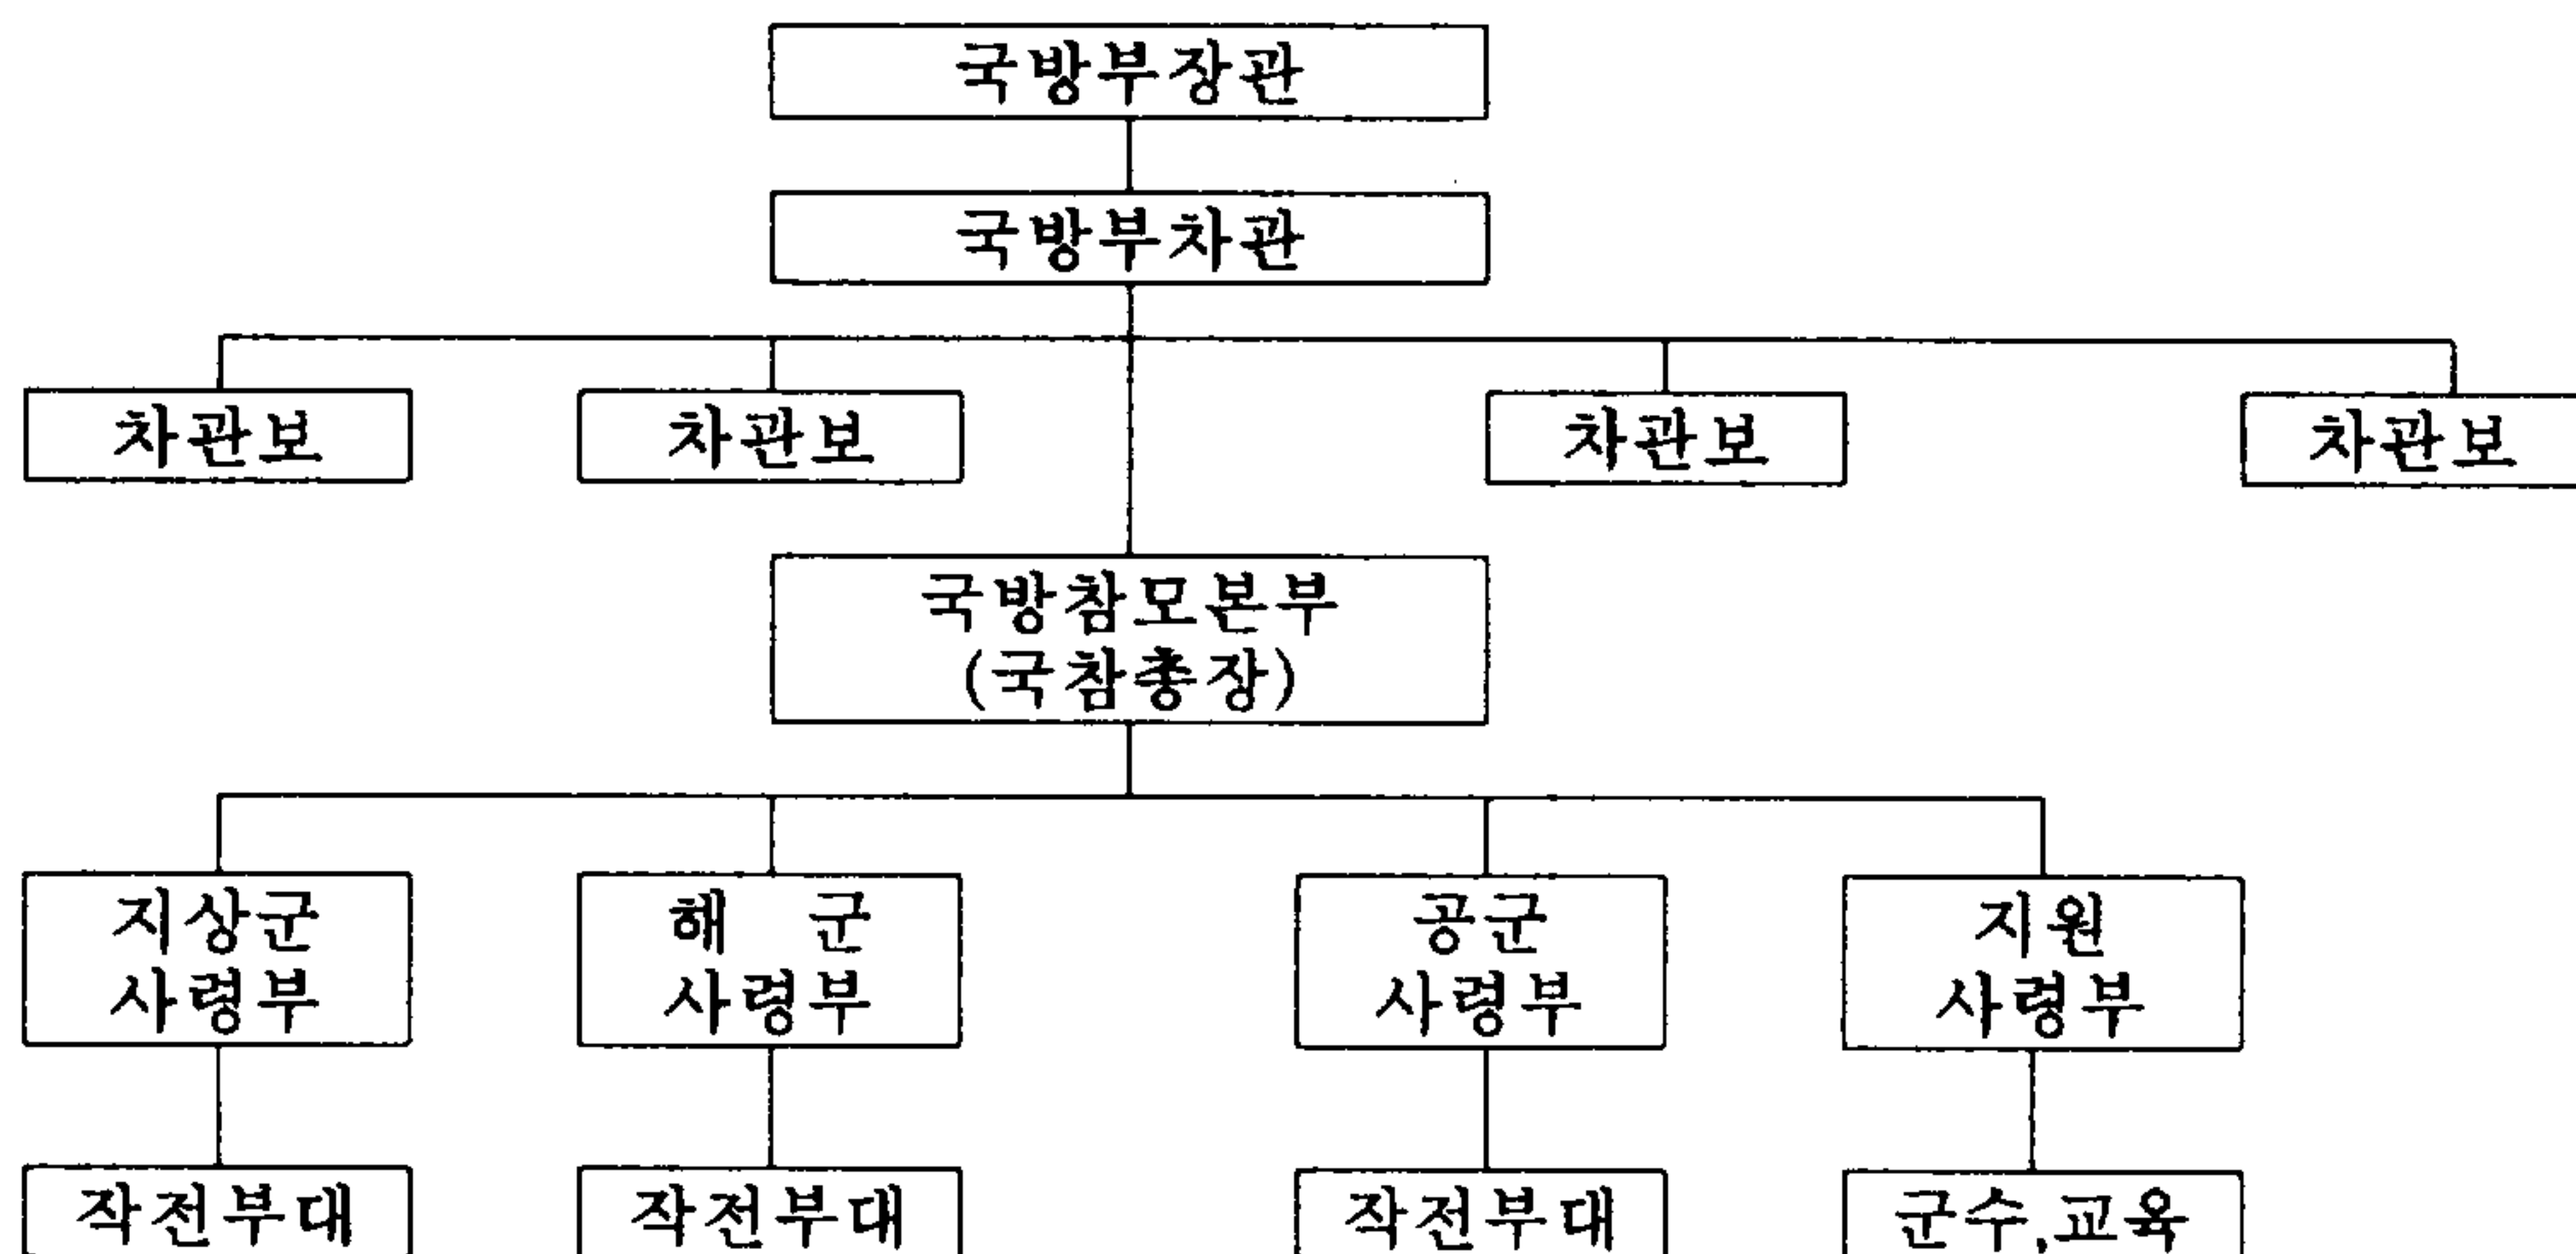 국방부장관
국방부차관
차관보
차관보
차관보
차관보
국방참모본부
(국참총장)
지상군
사령부
해 군
사령부
공군
사령부
지원
사령부
작전부대
작전부대
작전부대
군수,교육